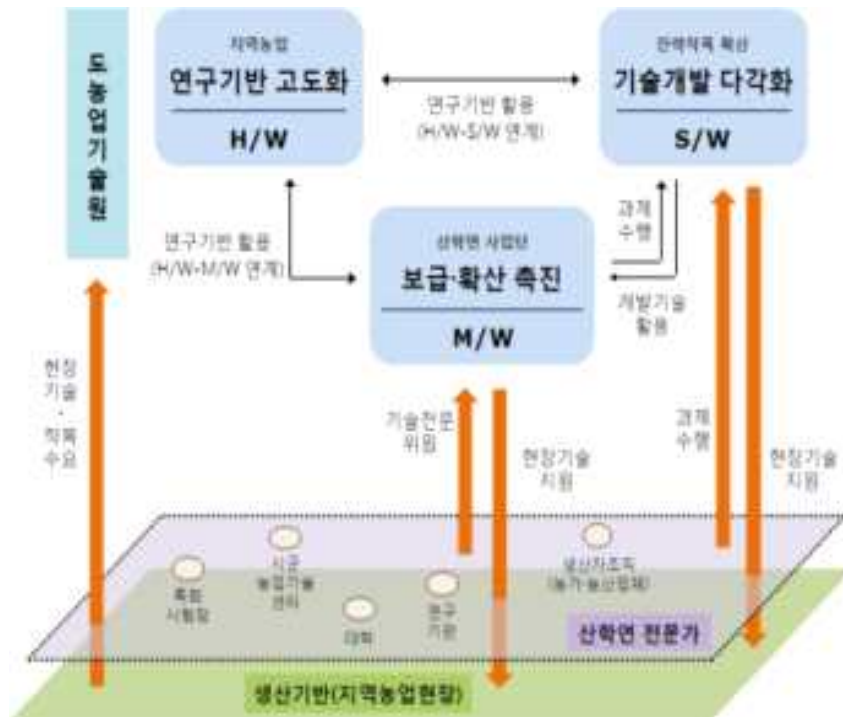 도농업기술원
지역농업
연구기반 고도화
H/W
전략작목 확산
기술개발 다각화
S/W
연구기반 활용
(H/W-S/W 연계)
연구기반 활용
(H/W-M/W 연계)
산학연 사업단
보급·확산 촉진
M/W
과제
수행
개발기술
활용
현장
기술
·
작목
수요
기술전문
위원
현장기술
지원
과제
수행
현장기술
지원
특화
시험장
시군
농업기술
센터
대학
연구
기관
생산자조직
(농가·농산업체)
산학연 전문가
생산기반(지역농업현장)